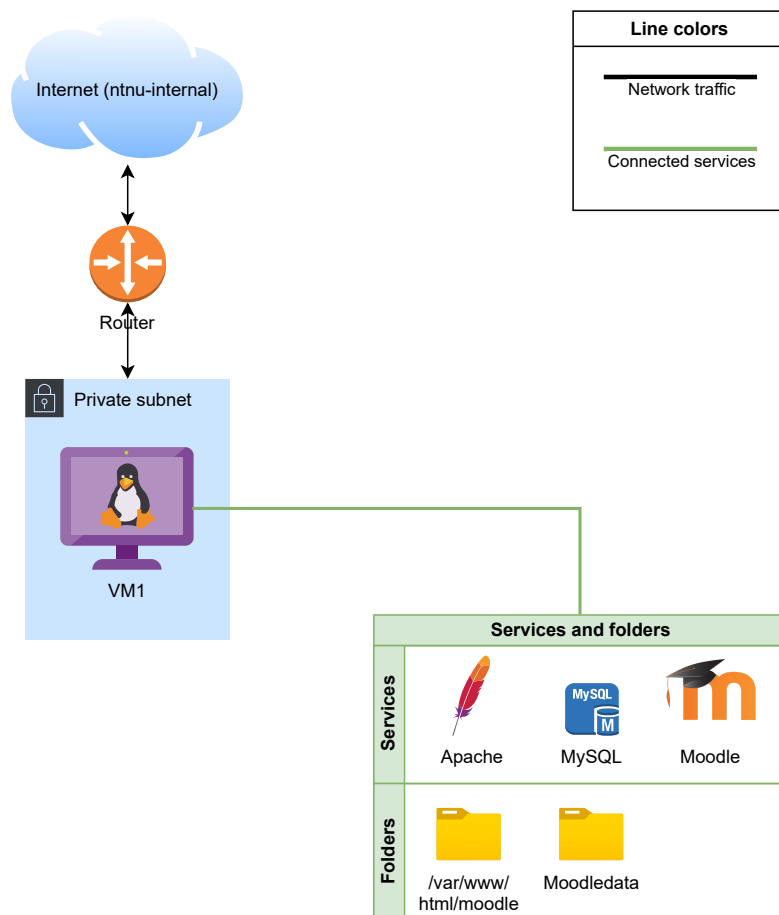 Internet (ntnu-internal)
Line colors
Network traffic
Connected services
Router
Private subnet
VM1
Services and folders
Services
MySQL
M
Apache
MySQL
Moodle
Folders
/var/www/
html/moodle
Moodledata